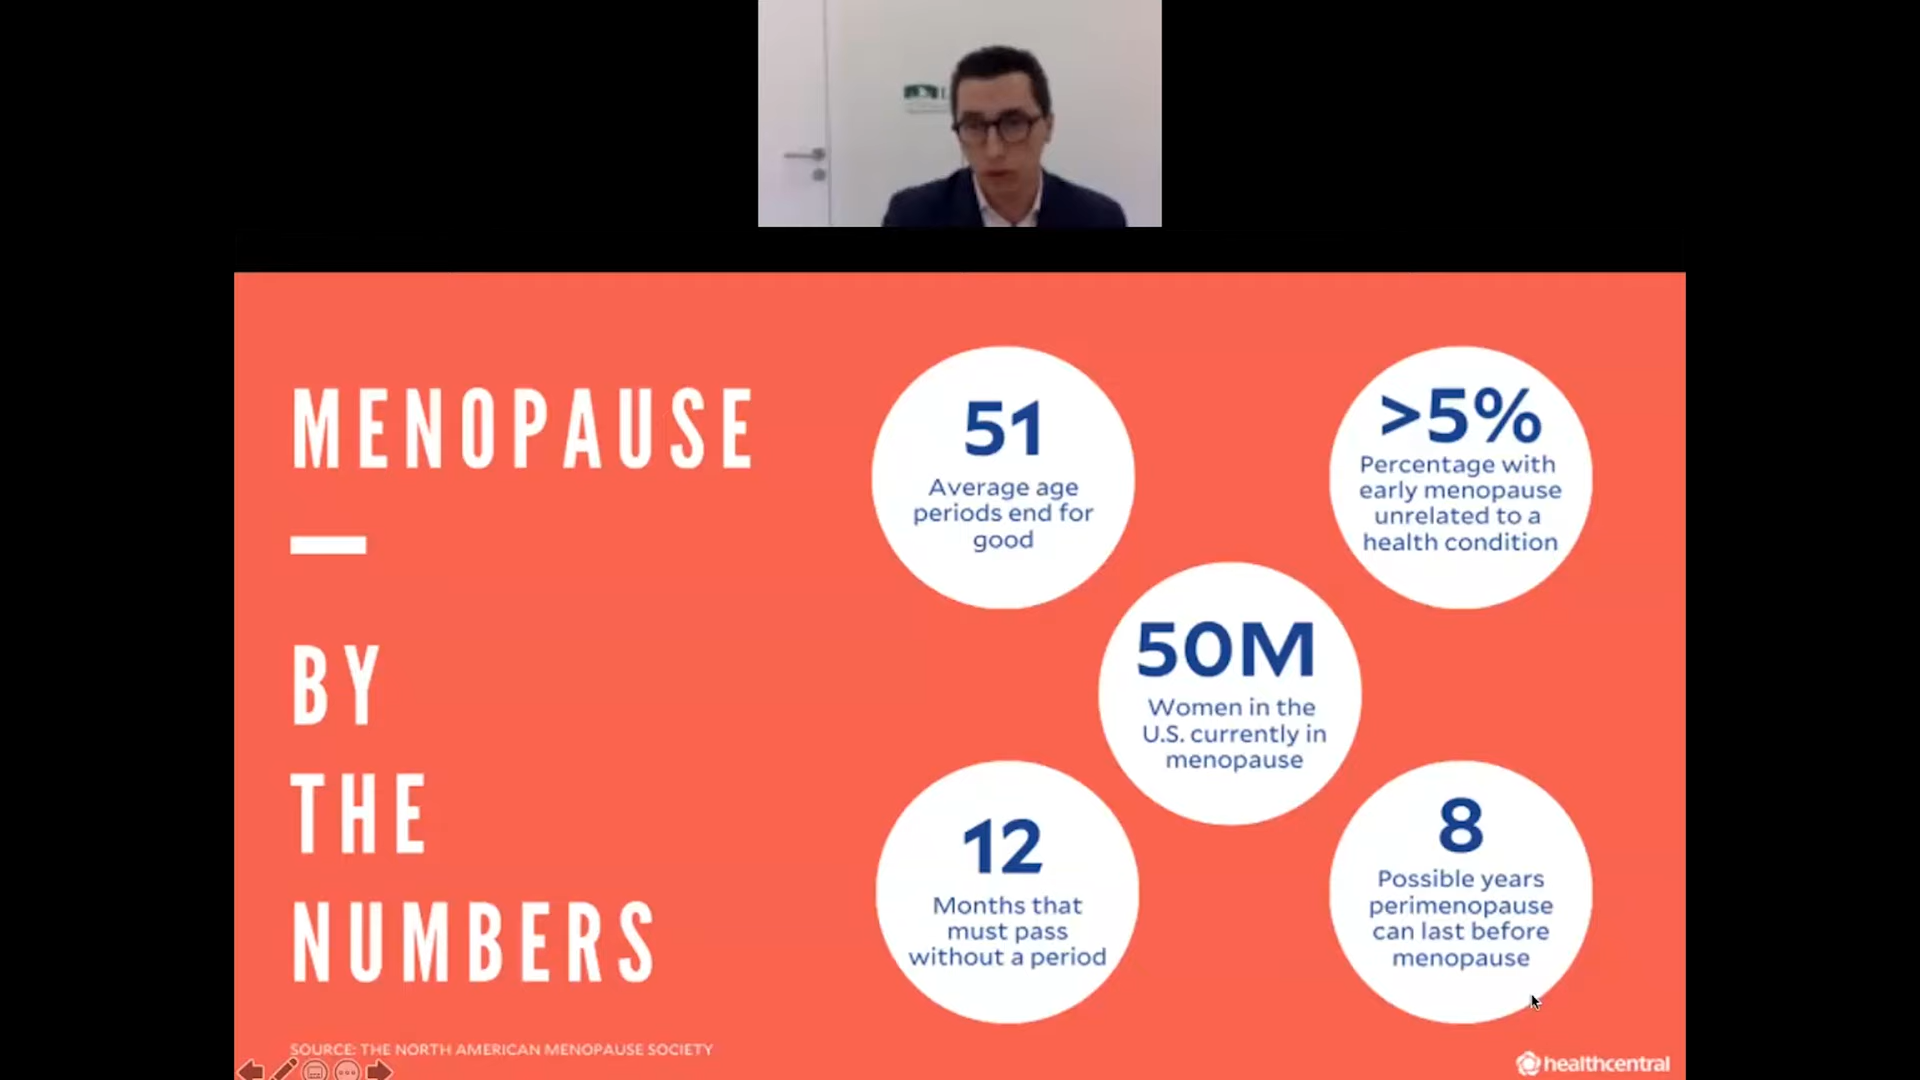 MENOPAUSE
BY
THE
NUMBERS
51
Average age
periods end for
good
>5%
Percentage with
early menopause
unrelated to a
health condition
50M
Women in the
U.S. currently in
menopause
12
Months that
must pass
without a period
8
Possible years
perimenopause
can last before
menopause
SOURCE: THE NORTH AMERICAN MENOPAUSE SOCIETY
healthcentral